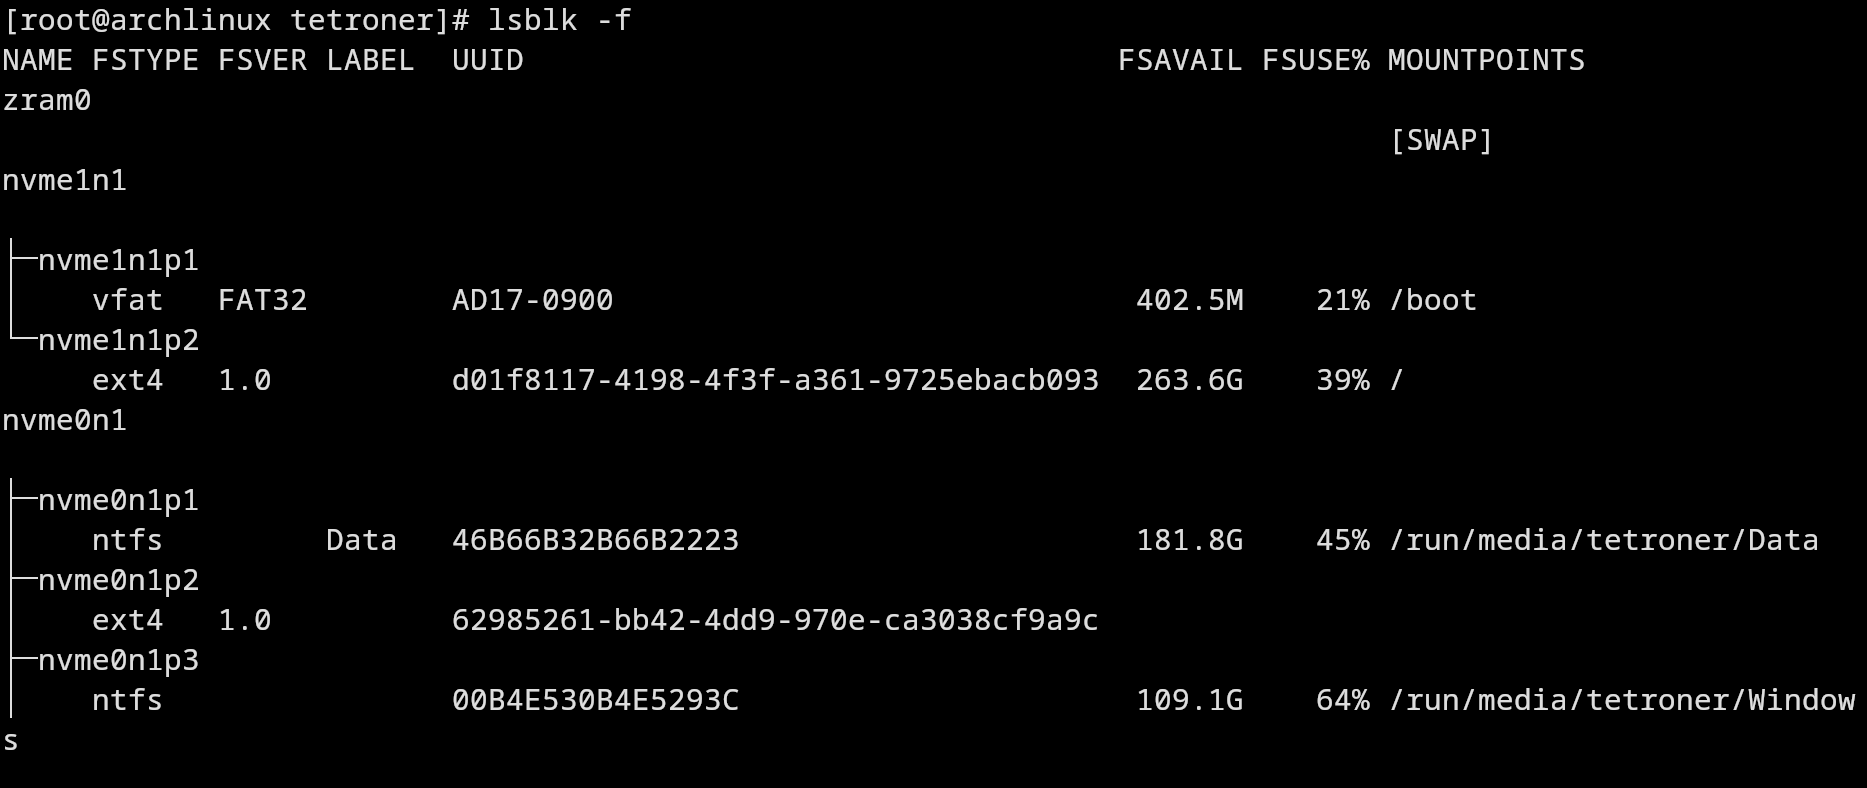 [root@archlinux tetroner]# lsblk -f
NAME FSTYPE FSVER LABEL  UUID                                 FSAVAIL FSUSE% MOUNTPOINTS
zram0
                                                                             [SWAP]
nvme1n1

├─nvme1n1p1
│    vfat   FAT32        AD17-0900                             402.5M    21% /boot
└─nvme1n1p2
     ext4   1.0          d01f8117-4198-4f3f-a361-9725ebacb093  263.6G    39% /
nvme0n1

├─nvme0n1p1
│    ntfs         Data   46B66B32B66B2223                      181.8G    45% /run/media/tetroner/Data
├─nvme0n1p2
│    ext4   1.0          62985261-bb42-4dd9-970e-ca3038cf9a9c
├─nvme0n1p3
│    ntfs                00B4E530B4E5293C                      109.1G    64% /run/media/tetroner/Window
s